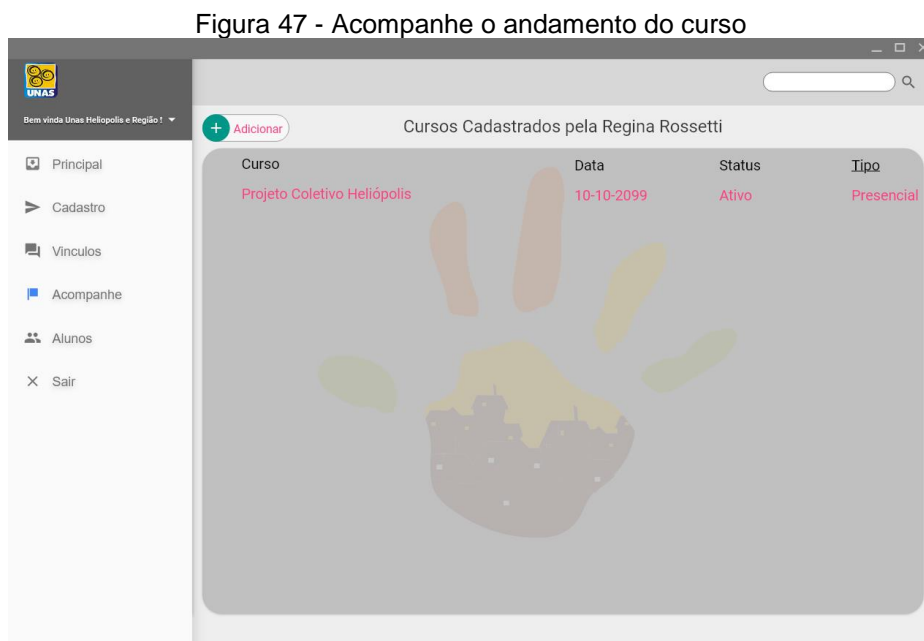 Figura 47 - Acompanhe o andamento do curso
UNAS
Bem vinda Unas Heliopolis e Região !
Adicionar
Cursos Cadastrados pela Regina Rossetti
Principal
Cadastro
Vinculos
Acompanhe
Alunos
Sair
Curso Data Status Tipo
Projeto Coletivo Heliópolis 10-10-2099 Ativo Presencial